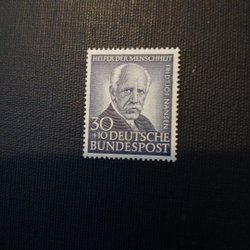 HELFER DER MENSCHHEIT
FRIDTJOF NANSEN
30
+10 DEUTSCHE
BUNDESPOST